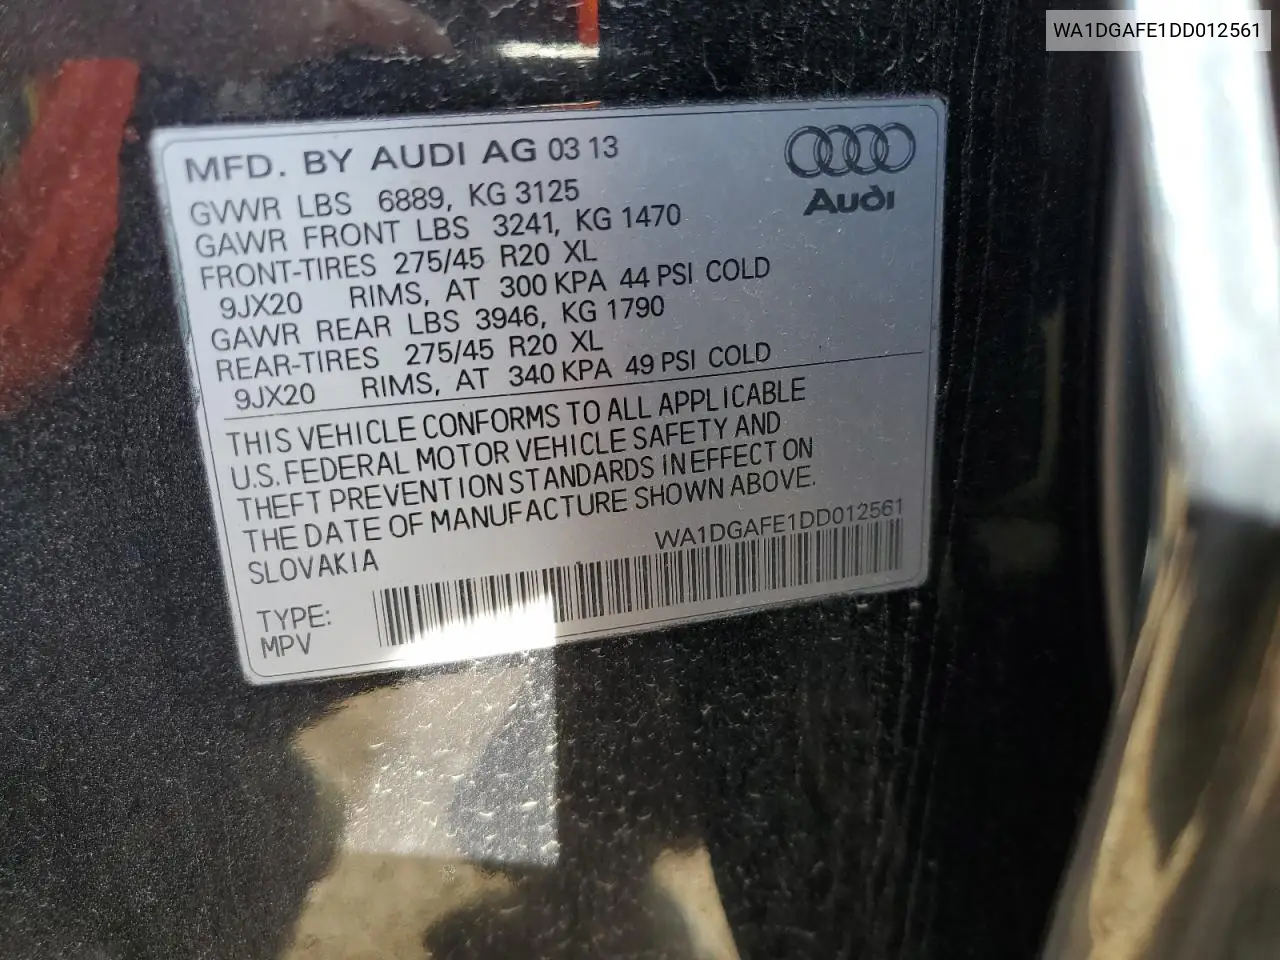 WA1DGAFE1DD012561
MFD. BY AUDI AG 03 13
Audi
GVWR LBS 6889, KG 3125
GAWR FRONT LBS 3241, KG 1470
FRONT-TIRES 275/45 R20 XL
9JX20 RIMS, AT 300 KPA 44 PSI COLD
GAWR REAR LBS 3946, KG 1790
REAR-TIRES 275/45 R20 XL
9JX20 RIMS, AT 340 KPA 49 PSI COLD
THIS VEHICLE CONFORMS TO ALL APPLICABLE
U.S. FEDERAL MOTOR VEHICLE SAFETY AND
THEFT PREVENTION STANDARDS IN EFFECT ON
THE DATE OF MANUFACTURE SHOWN ABOVE.
SLOVAKIA
WA1DGAFE1DD012561
TYPE:
MPV